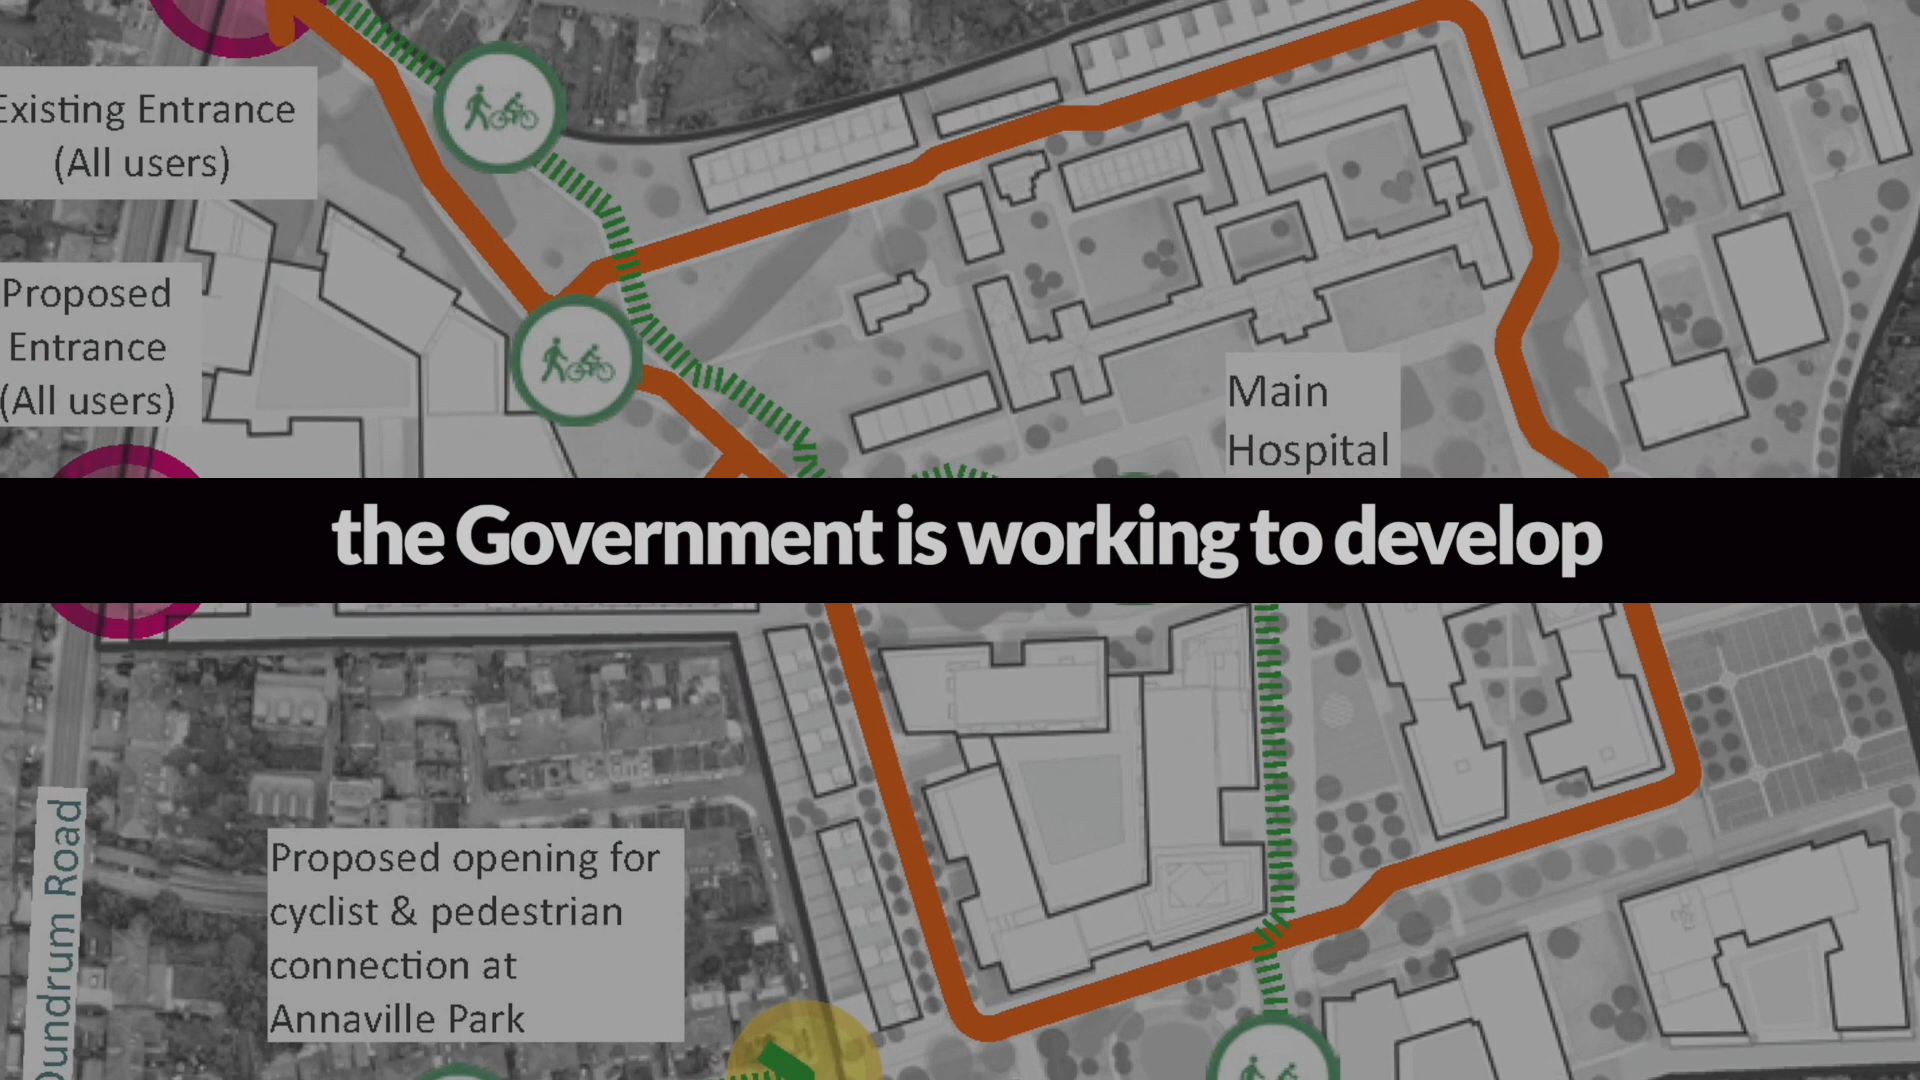 Existing Entrance
(All users)
Proposed
Entrance
(All users)
Main
Hospital
the Government is working to develop
Dundrum Road
Proposed opening for
cyclist & pedestrian
connection at
Annaville Park